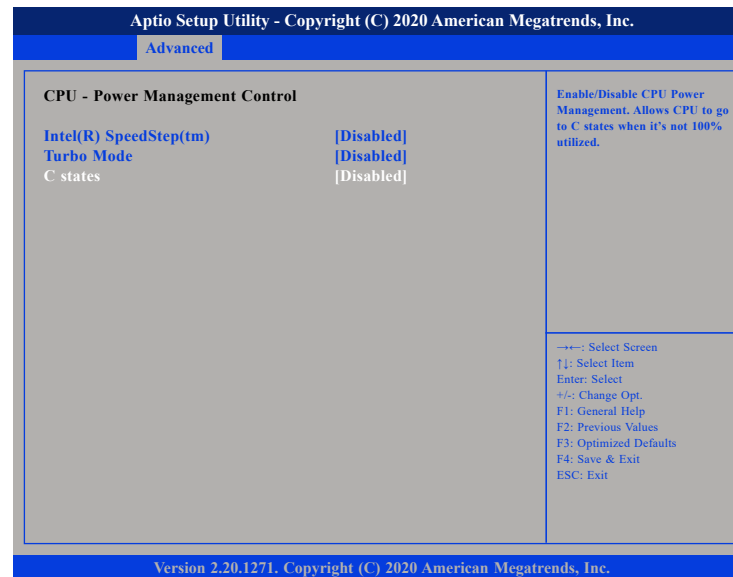 Aptio Setup Utility - Copyright (C) 2020 American Megatrends, Inc.
Advanced
CPU - Power Management Control
Intel(R) SpeedStep(tm) [Disabled]
Turbo Mode [Disabled]
C states [Disabled]
Enable/Disable CPU Power
Management. Allows CPU to go
to C states when it’s not 100%
utilized.
→←: Select Screen
↑↓: Select Item
Enter: Select
+/-: Change Opt.
F1: General Help
F2: Previous Values
F3: Optimized Defaults
F4: Save & Exit
ESC: Exit
Version 2.20.1271. Copyright (C) 2020 American Megatrends, Inc.